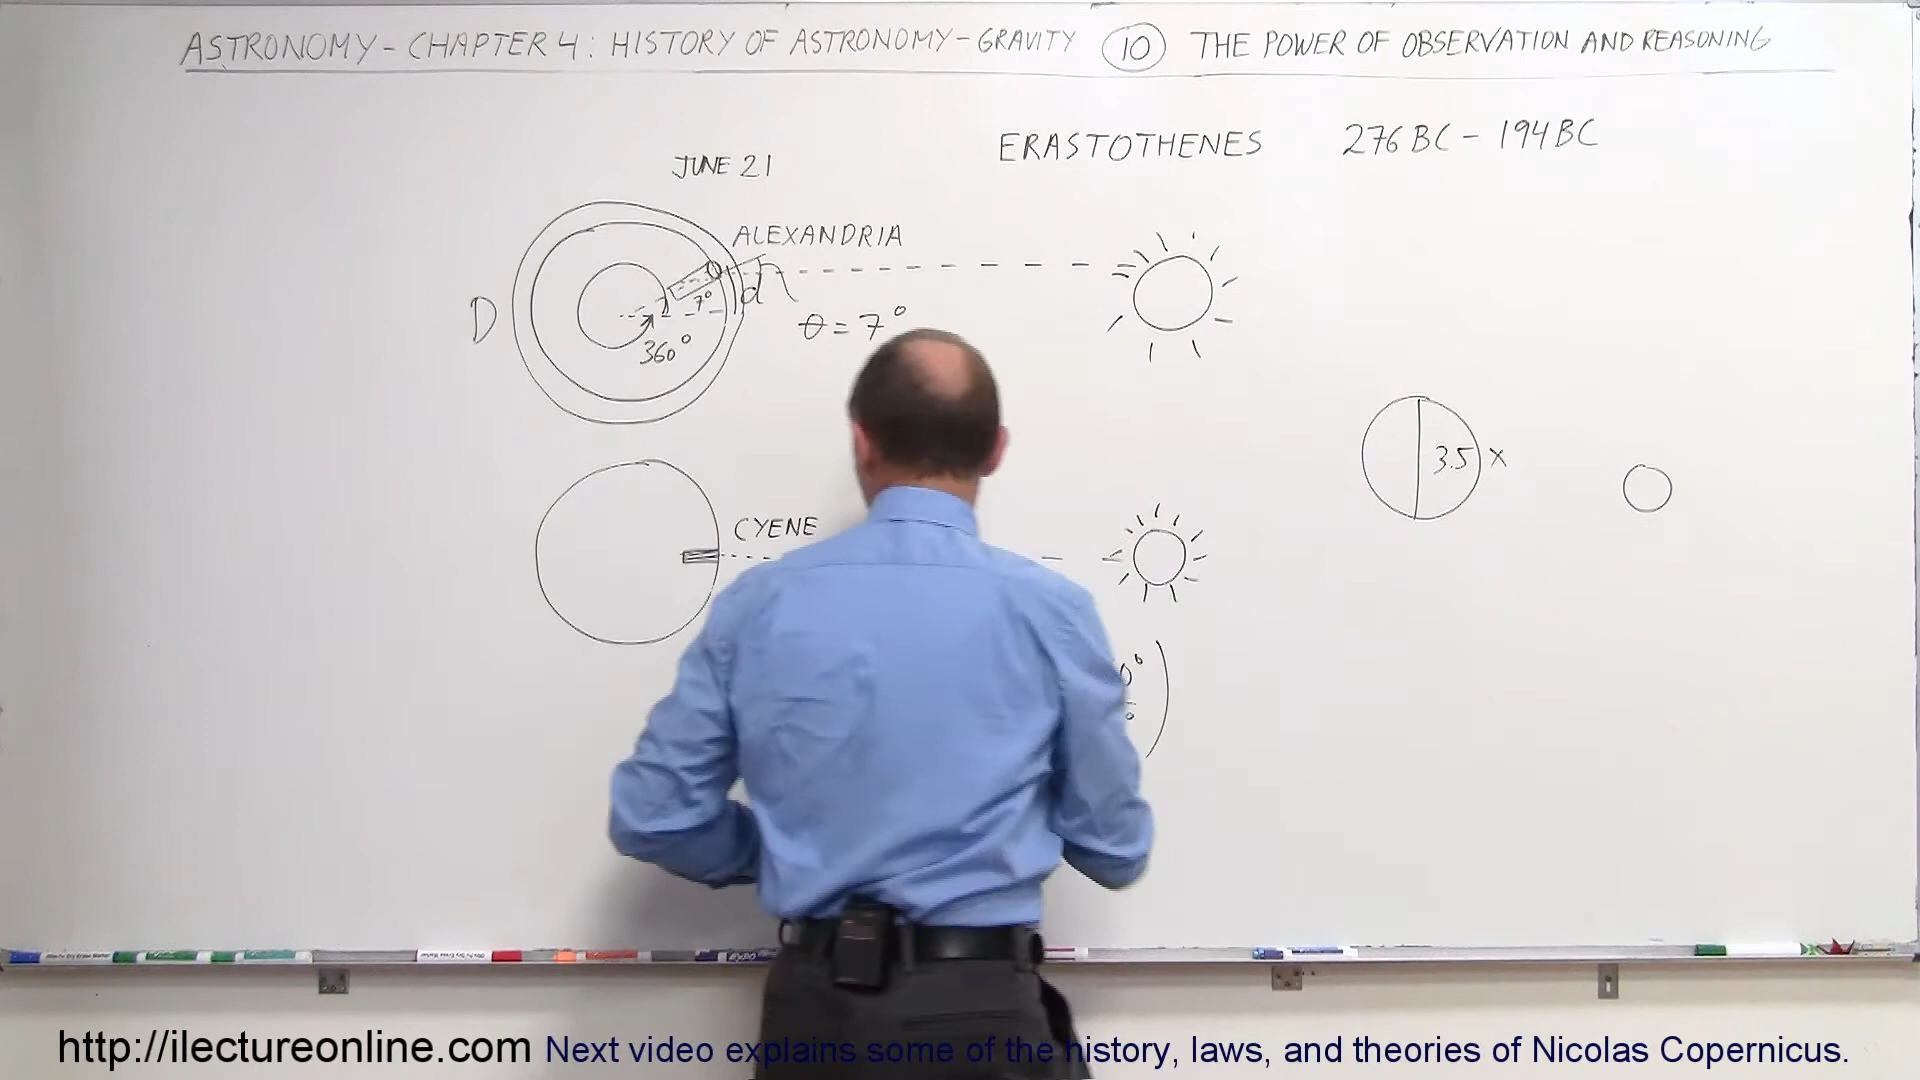 ASTRONOMY - CHAPTER 4: HISTORY OF ASTRONOMY - GRAVITY 10 THE POWER OF OBSERVATION AND REASONING
ERASTOTHENES 276 BC - 194 BC
JUNE 21
ALEXANDRIA
D 7° d
θ = 7°
360°
3.5 x
CYENE
http://ilectureonline.com Next video explains some of the history, laws, and theories of Nicolas Copernicus.